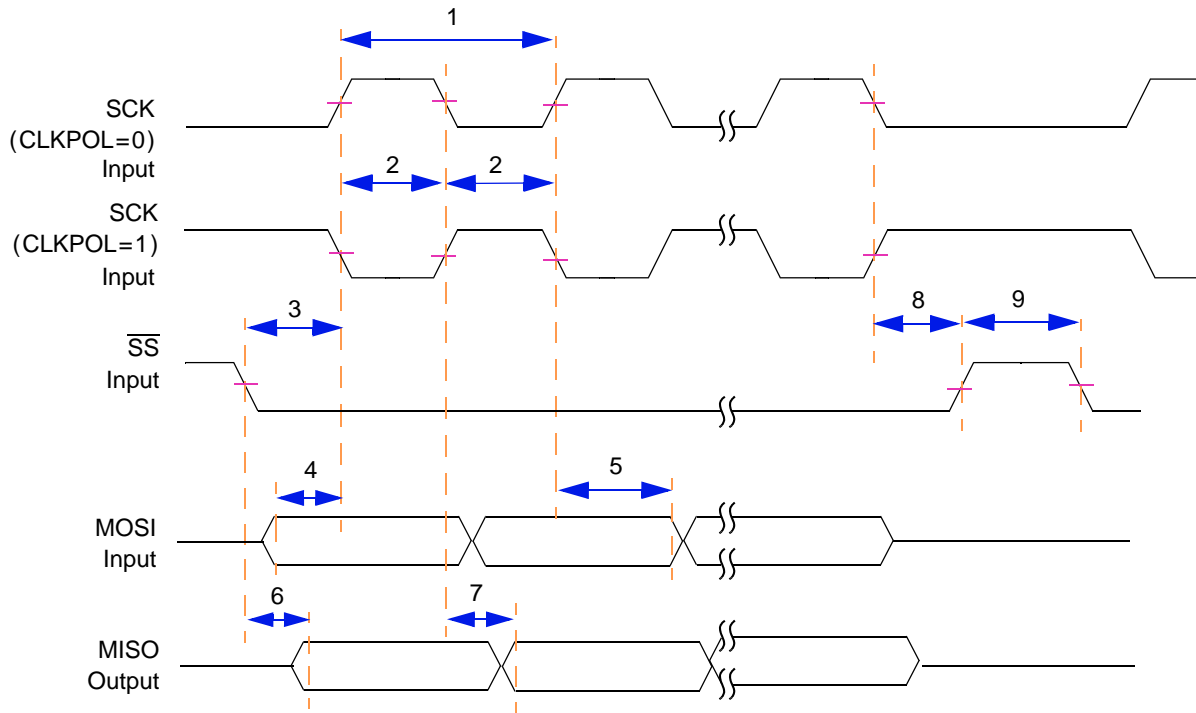 1
SCK
(CLKPOL=0)
Input
2 2
SCK
(CLKPOL=1)
Input
3 8 9
SS
Input
4 5
MOSI
Input
6 7
MISO
Output